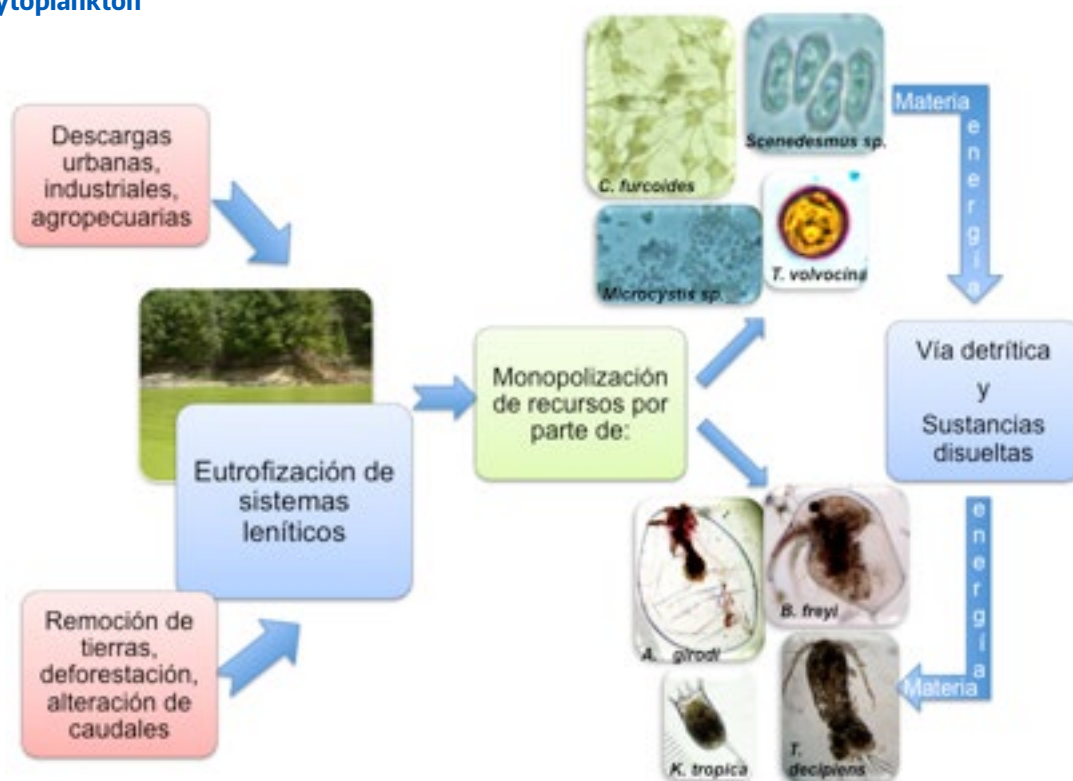 ytoplankton
Descargas
urbanas,
industriales,
agropecuarias
Eutrofización de
sistemas
leníticos
Remoción de
tierras,
deforestación,
alteración de
caudales
Monopolización
de recursos por
parte de:
C. furcoides
Scenedesmus sp.
Microcystis sp.
T. volvocina
Materia
energía
Vía detrítica
y
Sustancias
disueltas
energía
Materia
A. girodi
B. freyi
K. tropica
T.
decipiens